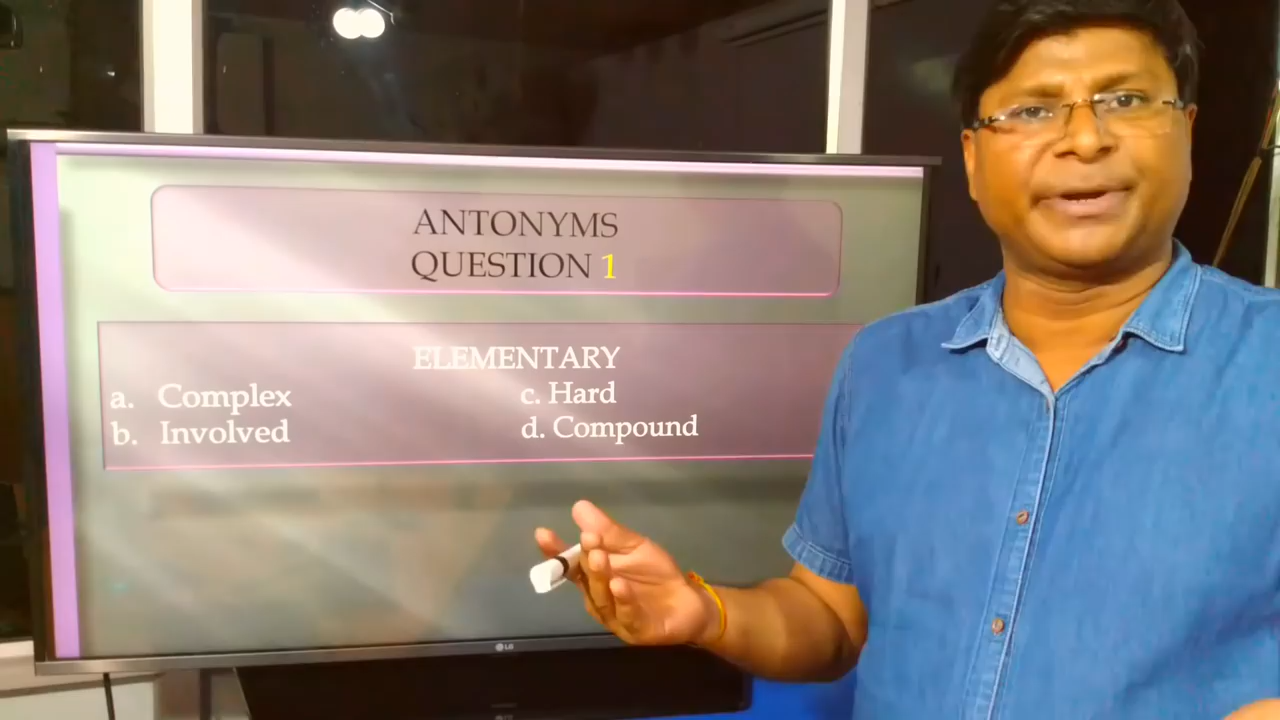 ANTONYMS
QUESTION 1
ELEMENTARY
a. Complex
b. Involved
c. Hard
d. Compound
LG